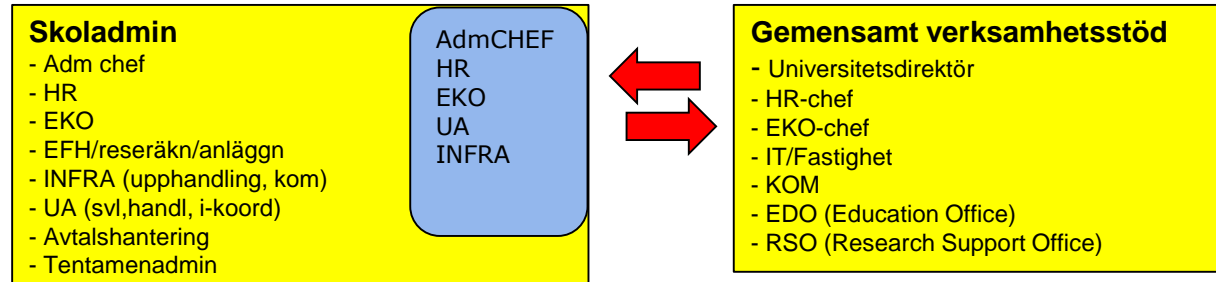 Skoladmin
- Adm chef
- HR
- EKO
- EFH/reseräkn/anläggn
- INFRA (upphandling, kom)
- UA (svl,handl, i-koord)
- Avtalshantering
- Tentamenadmin
AdmCHEF
HR
EKO
UA
INFRA
Gemensamt verksamhetsstöd
- Universitetsdirektör
- HR-chef
- EKO-chef
- IT/Fastighet
- KOM
- EDO (Education Office)
- RSO (Research Support Office)